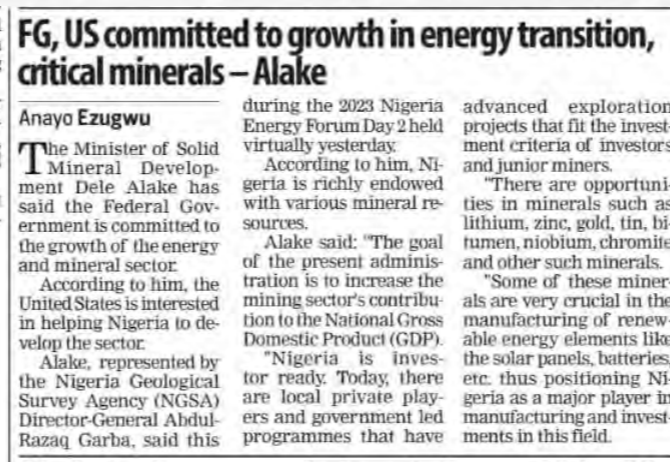 FG, US committed to growth in energy transition,
critical minerals – Alake
Anayo Ezugwu
The Minister of Solid
Mineral Develop-
ment Dele Alake has
said the Federal Gov-
ernment is committed to
the growth of the energy
and mineral sector.
According to him, the
United States is interested
in helping Nigeria to de-
velop the sector.
Alake, represented by
the Nigeria Geological
Survey Agency (NGSA)
Director-General Abdul-
Razaq Garba, said this
during the 2023 Nigeria
Energy Forum Day 2 held
virtually yesterday.
According to him, Ni-
geria is richly endowed
with various mineral re-
sources.
Alake said: "The goal
of the present adminis-
tration is to increase the
mining sector's contribu-
tion to the National Gross
Domestic Product (GDP).
"Nigeria is inves-
tor ready. Today, there
are local private play-
ers and government led
programmes that have
advanced exploration
projects that fit the invest-
ment criteria of investors
and junior miners.
"There are opportuni-
ties in minerals such as
lithium, zinc, gold, tin, bi-
tumen, niobium, chromite
and other such minerals.
"Some of these miner-
als are very crucial in the
manufacturing of renew-
able energy elements like
the solar panels, batteries,
etc. thus positioning Ni-
geria as a major player in
manufacturing and invest-
ments in this field.